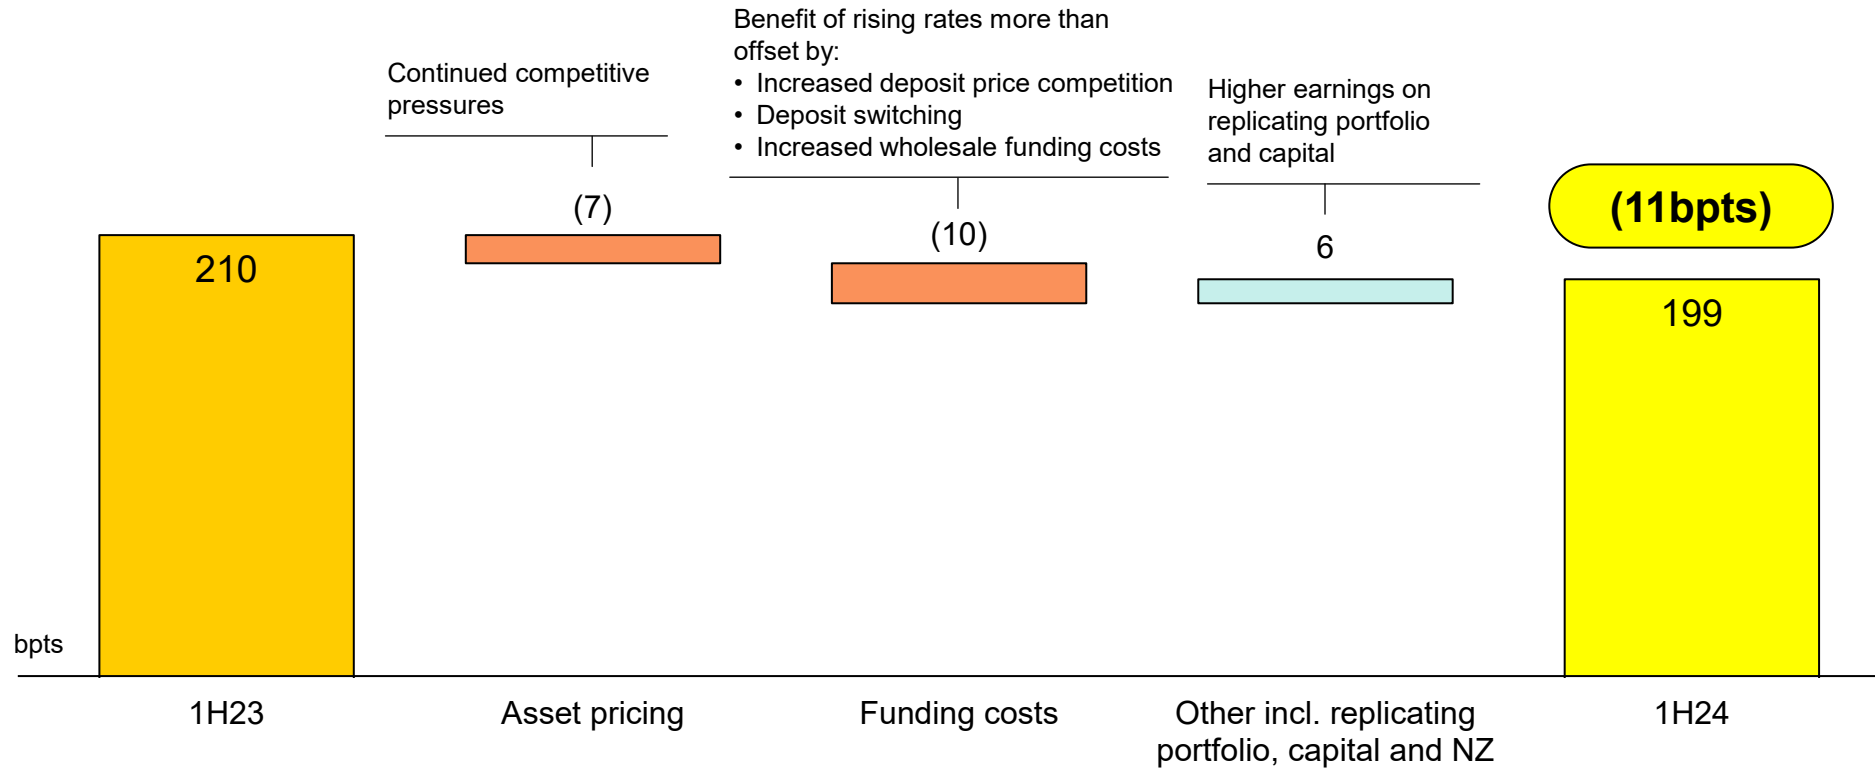 Continued competitive
pressures
Benefit of rising rates more than
offset by:
• Increased deposit price competition
• Deposit switching
• Increased wholesale funding costs
Higher earnings on
replicating portfolio
and capital
(7)
(10)
6
(11bpts)
210
199
bpts
1H23
Asset pricing
Funding costs
Other incl. replicating
portfolio, capital and NZ
1H24